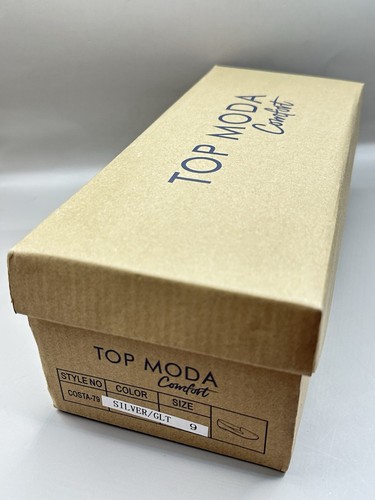 TOP MODA
Comfort
TOP MODA
Comfort
STYLE NO COLOR SIZE
COSTA-79 SILVER/GLT 9